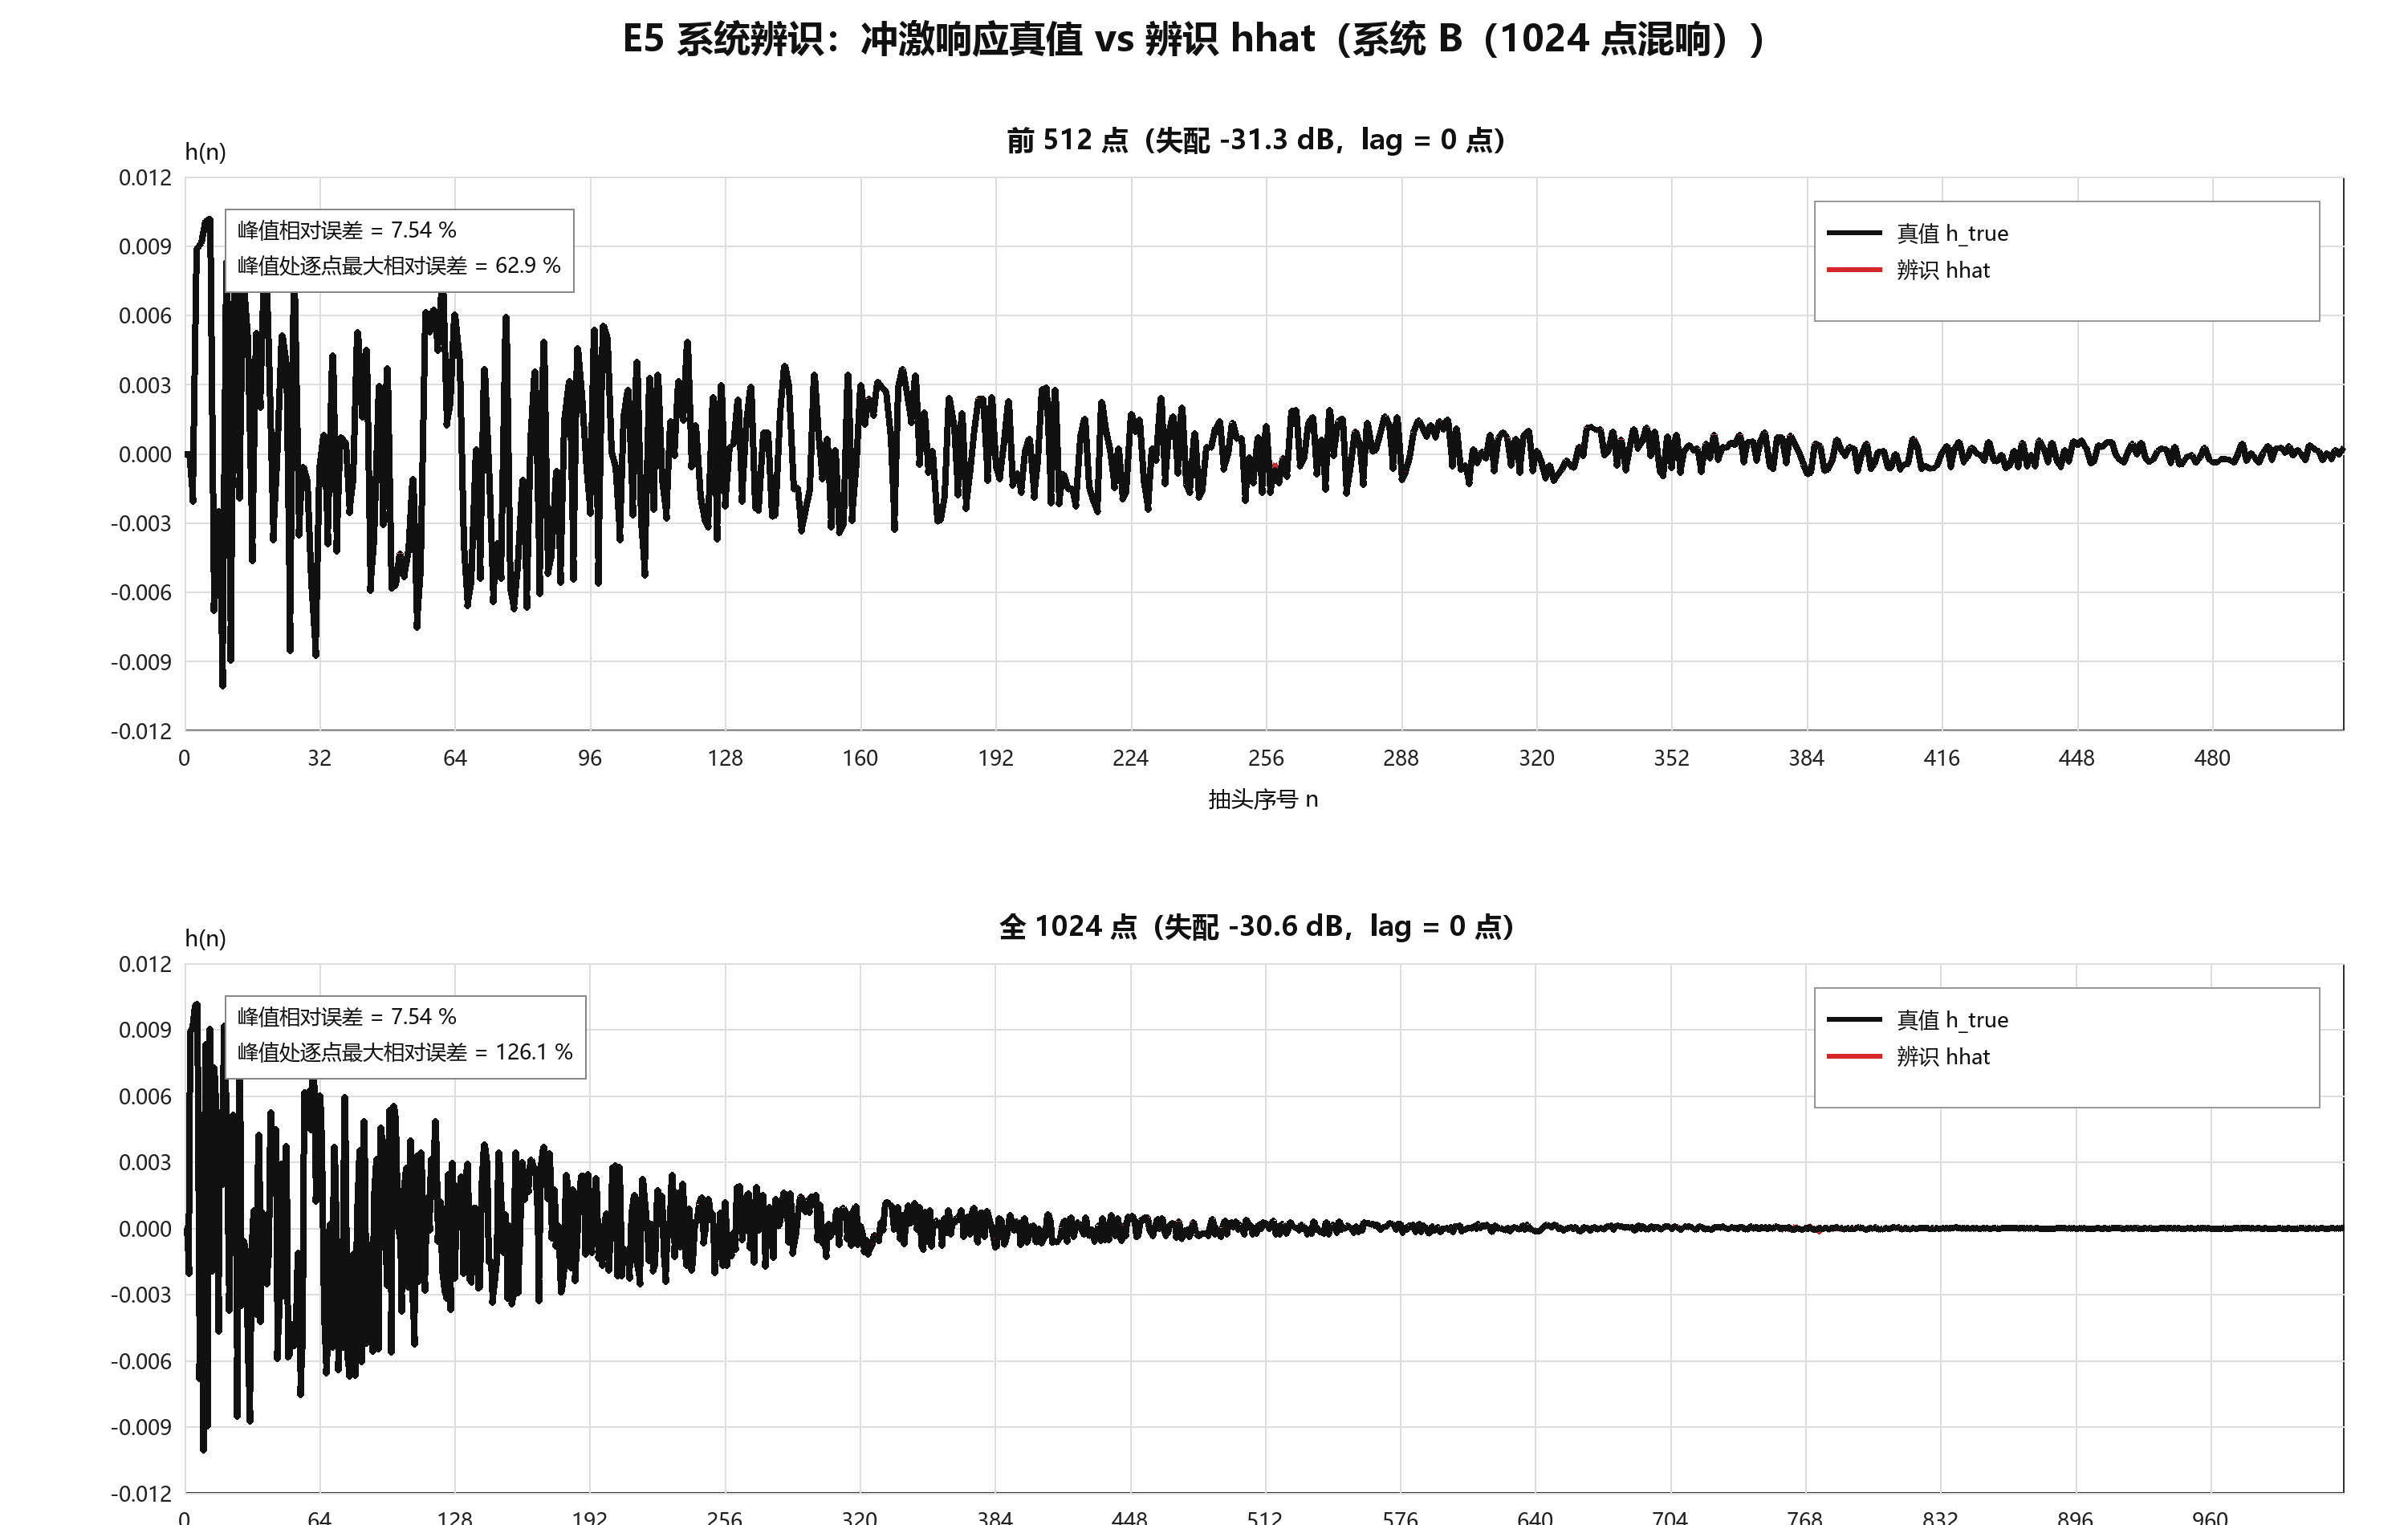 E5 系统辨识：冲激响应真值 vs 辨识 hhat（系统 B（1024 点混响））
前 512 点（失配 -31.3 dB，lag = 0 点）
h(n)
0.012
0.009
0.006
0.003
0.000
-0.003
-0.006
-0.009
-0.012
峰值相对误差 = 7.54 %
峰值处逐点最大相对误差 = 62.9 %
真值 h_true
辨识 hhat
0 32 64 96 128 160 192 224 256 288 320 352 384 416 448 480
抽头序号 n
全 1024 点（失配 -30.6 dB，lag = 0 点）
h(n)
0.012
0.009
0.006
0.003
0.000
-0.003
-0.006
-0.009
-0.012
峰值相对误差 = 7.54 %
峰值处逐点最大相对误差 = 126.1 %
真值 h_true
辨识 hhat
0 64 128 192 256 320 384 448 512 576 640 704 768 832 896 960